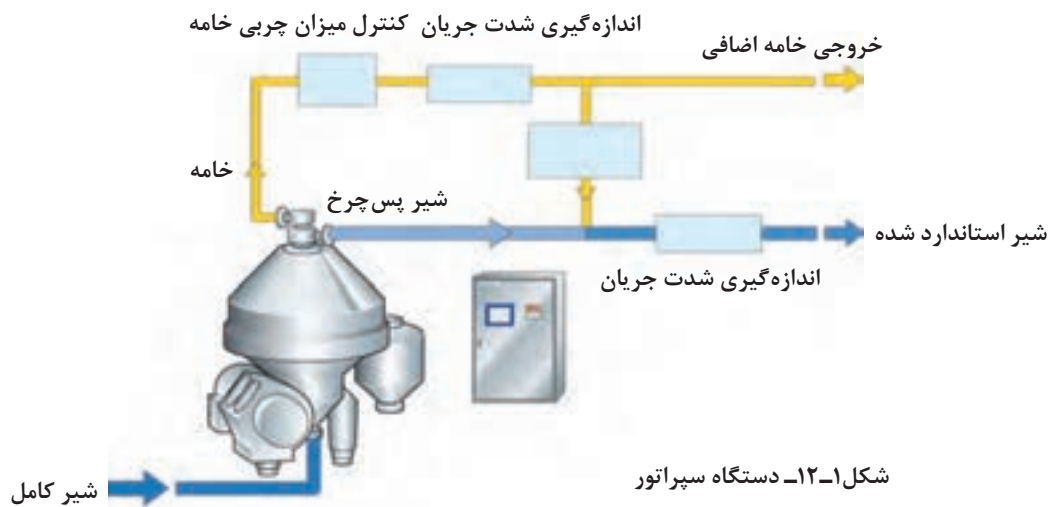 کنترل میزان چربی خامه اندازه‌گیری شدت جریان
خروجی خامه اضافی
خامه
شیر پس‌چرخ
شیر استاندارد شده
اندازه‌گیری شدت جریان
شیر کامل
شکل۱ــ۱۲ــ دستگاه سپراتور